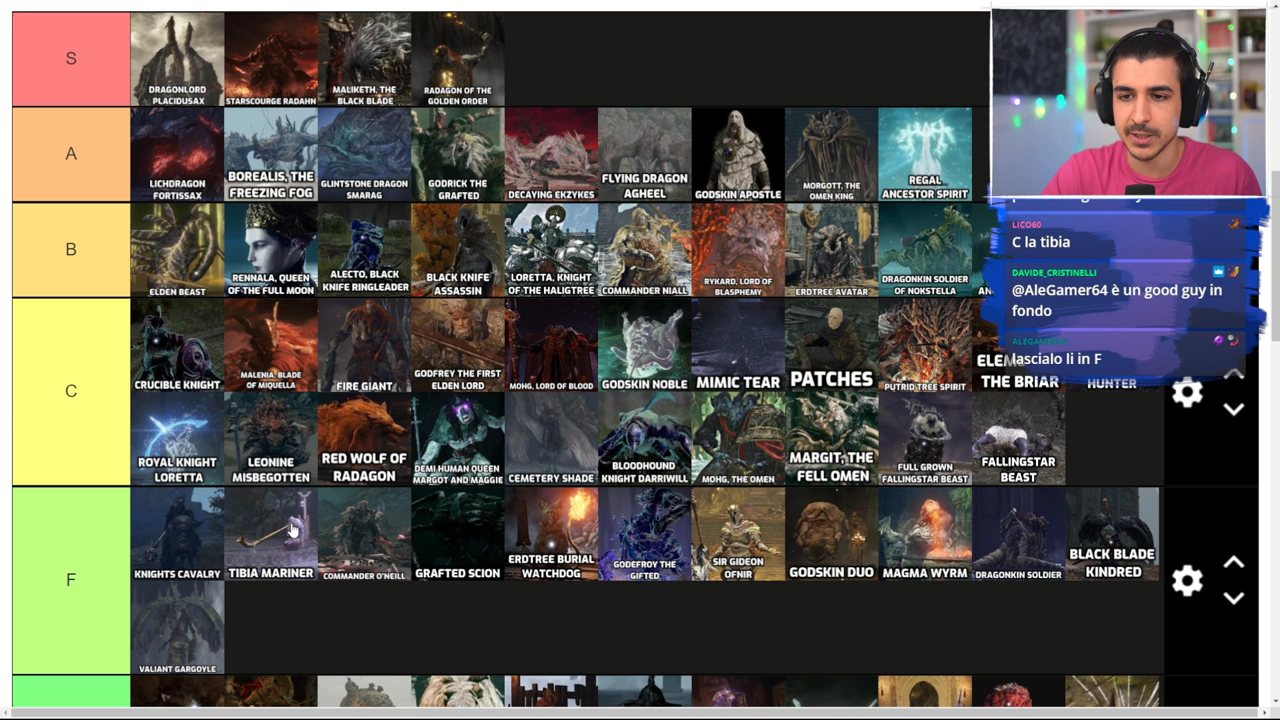 S
DRAGONLORD
PLACIDUSAX
STARSCOURGE RADAHN
MALIKETH, THE
BLACK BLADE
RADAGON OF THE
GOLDEN ORDER
A
LICHDRAGON
FORTISSAX
BOREALIS, THE
FREEZING FOG
GLINTSTONE DRAGON
SMARAG
GODRICK THE
GRAFTED
DECAYING EKZYKES
FLYING DRAGON
AGHEEL
GODSKIN APOSTLE
MORGOTT, THE
OMEN KING
REGAL
ANCESTOR SPIRIT
B
ELDEN BEAST
RENNALA, QUEEN
OF THE FULL MOON
ALECTO, BLACK
KNIFE RINGLEADER
BLACK KNIFE
ASSASSIN
LORETTA, KNIGHT
OF THE HALIGTREE
COMMANDER NIALL
RYKARD, LORD OF
BLASPHEMY
ERDTREE AVATAR
DRAGONKIN SOLDIER
OF NOKSTELLA
LICO60
C la tibia
DAVIDE_CRISTINELLI
@AleGamer64 è un good guy in
fondo
lascialo li in F
C
CRUCIBLE KNIGHT
MALENIA, BLADE
OF MIQUELLA
FIRE GIANT
GODFREY THE FIRST
ELDEN LORD
MOHG, LORD OF BLOOD
GODSKIN NOBLE
MIMIC TEAR
PATCHES
PUTRID TREE SPIRIT
THE BRIAR
HUNTER
ROYAL KNIGHT
LORETTA
LEONINE
MISBEGOTTEN
RED WOLF OF
RADAGON
DEMI HUMAN QUEEN
MARGOT AND MAGGIE
CEMETERY SHADE
BLOODHOUND
KNIGHT DARRIWILL
MOHG, THE OMEN
MARGIT, THE
FELL OMEN
FULL GROWN
FALLINGSTAR BEAST
FALLINGSTAR
BEAST
F
KNIGHTS CAVALRY
TIBIA MARINER
COMMANDER O'NEILL
GRAFTED SCION
ERDTREE BURIAL
WATCHDOG
GODEFROY THE
GIFTED
SIR GIDEON
OFNIR
GODSKIN DUO
MAGMA WYRM
DRAGONKIN SOLDIER
BLACK BLADE
KINDRED
VALIANT GARGOYLE